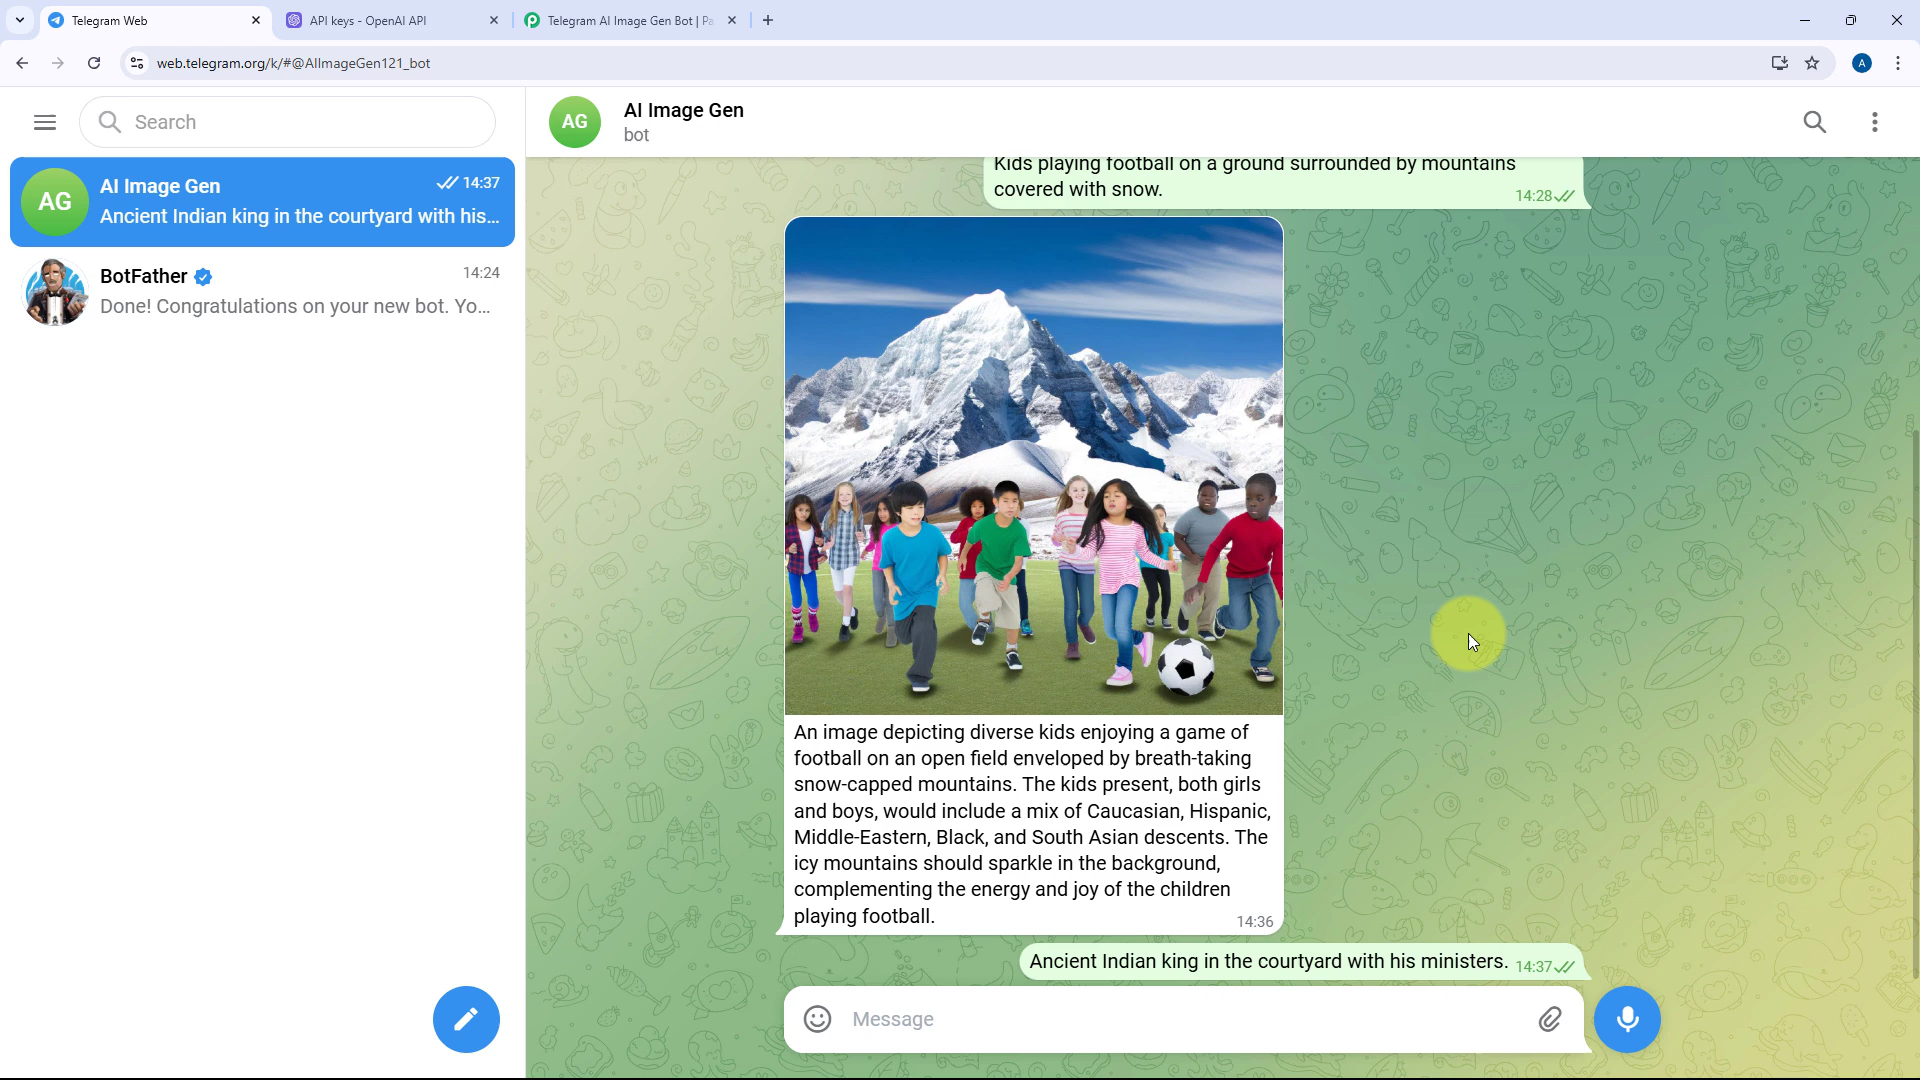 Telegram Web
API keys - OpenAI API
Telegram AI Image Gen Bot | Pa
web.telegram.org/k/#@AIImageGen121_bot
A
Search
AG
AI Image Gen
14:37
Ancient Indian king in the courtyard with his...
BotFather
14:24
Done! Congratulations on your new bot. Yo...
AG
AI Image Gen
bot
Kids playing football on a ground surrounded by mountains
covered with snow.
14:28
An image depicting diverse kids enjoying a game of
football on an open field enveloped by breath-taking
snow-capped mountains. The kids present, both girls
and boys, would include a mix of Caucasian, Hispanic,
Middle-Eastern, Black, and South Asian descents. The
icy mountains should sparkle in the background,
complementing the energy and joy of the children
playing football.
14:36
Ancient Indian king in the courtyard with his ministers.
14:37
Message